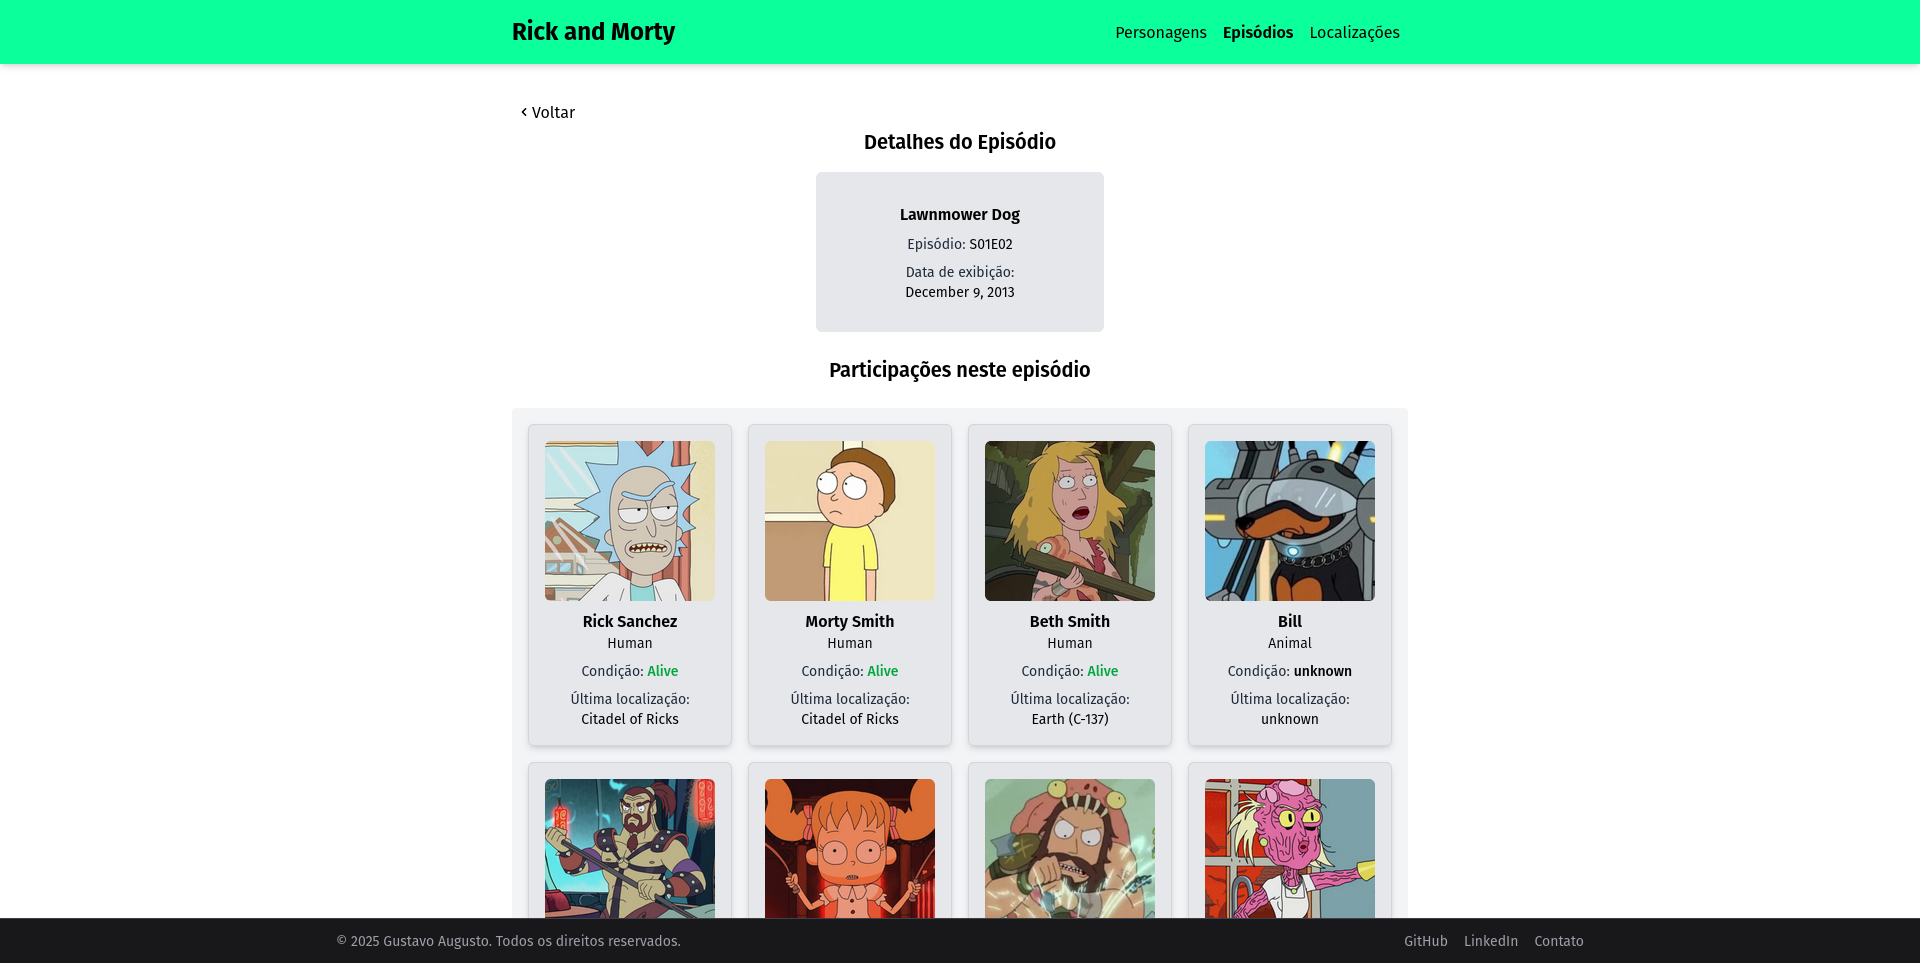 Rick and Morty
Personagens Episódios Localizações
‹ Voltar
Detalhes do Episódio
Lawnmower Dog
Episódio: S01E02
Data de exibição:
December 9, 2013
Participações neste episódio
Rick Sanchez
Human
Condição: Alive
Última localização:
Citadel of Ricks
Morty Smith
Human
Condição: Alive
Última localização:
Citadel of Ricks
Beth Smith
Human
Condição: Alive
Última localização:
Earth (C-137)
Bill
Animal
Condição: unknown
Última localização:
unknown
© 2025 Gustavo Augusto. Todos os direitos reservados.
GitHub LinkedIn Contato